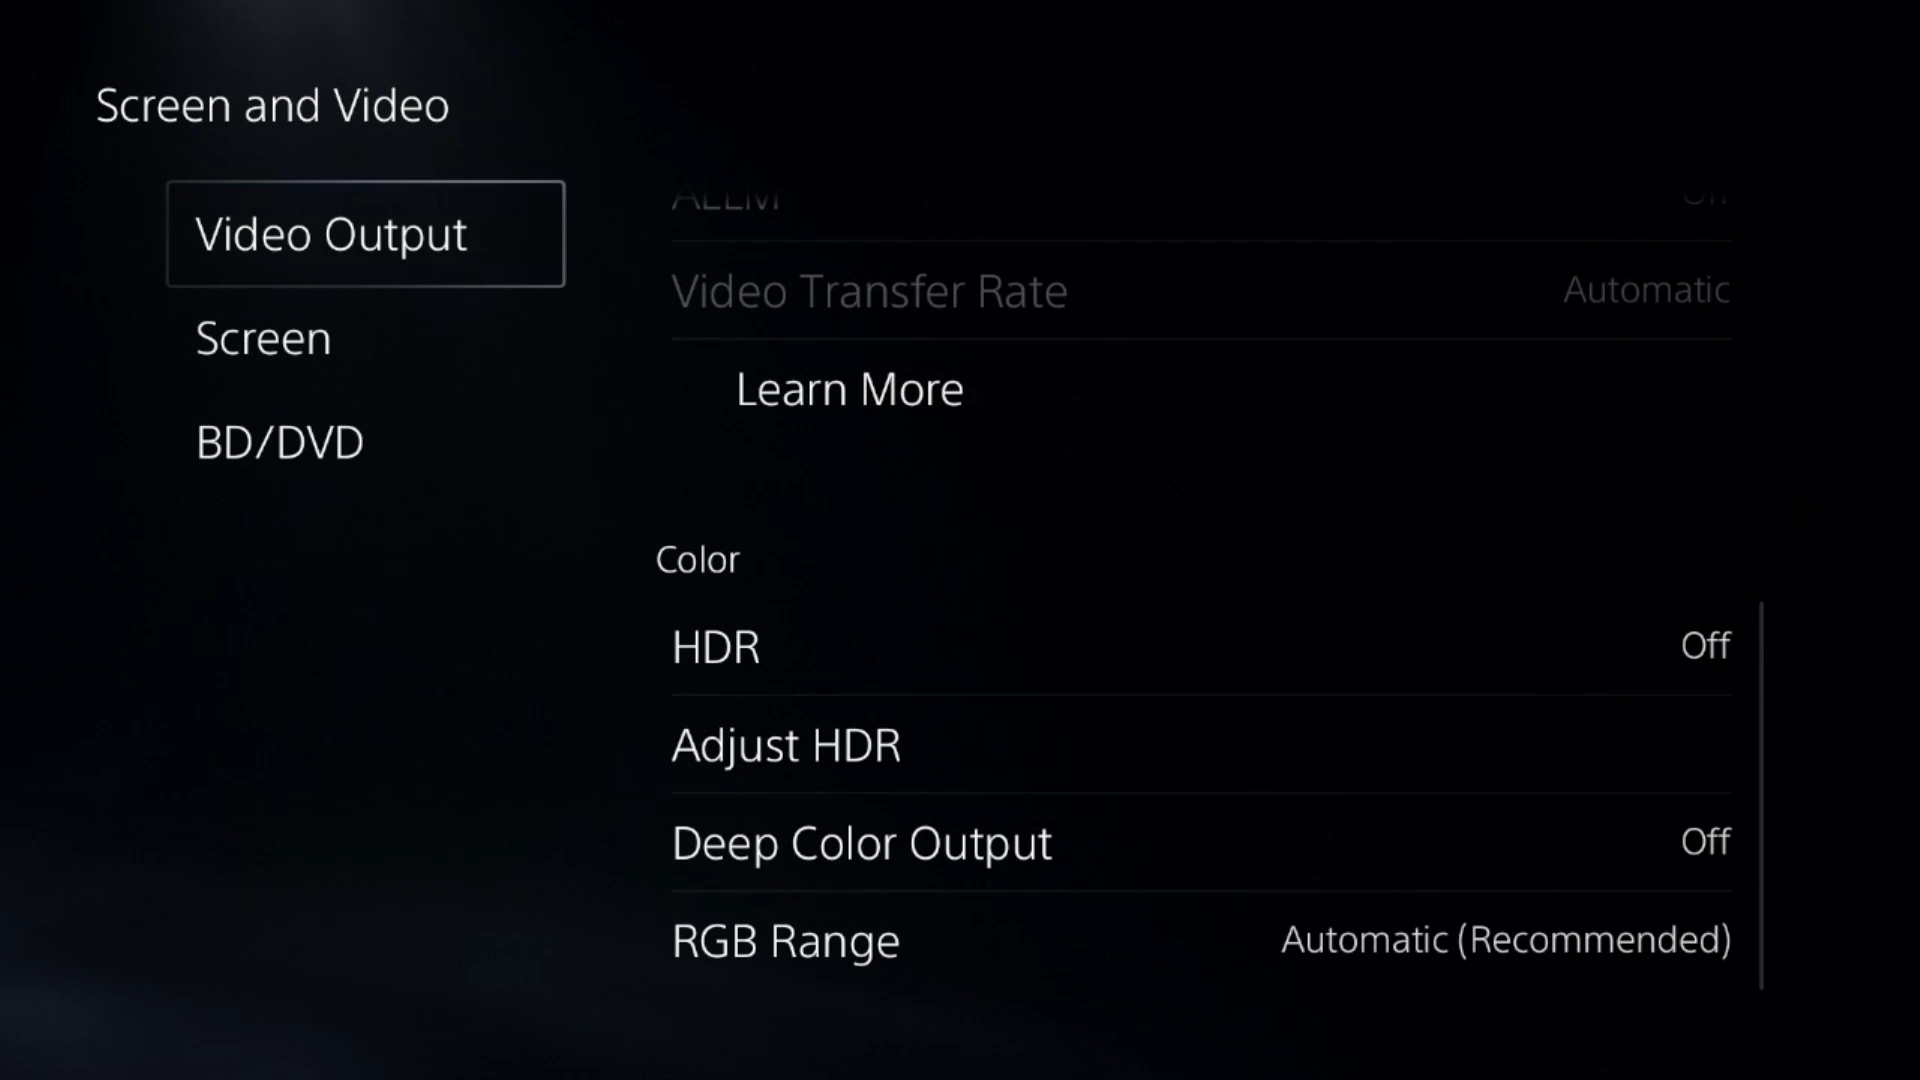 Screen and Video
Video Output
Screen
BD/DVD
ALLM
Video Transfer Rate Automatic
Learn More
Color
HDR Off
Adjust HDR
Deep Color Output Off
RGB Range Automatic (Recommended)